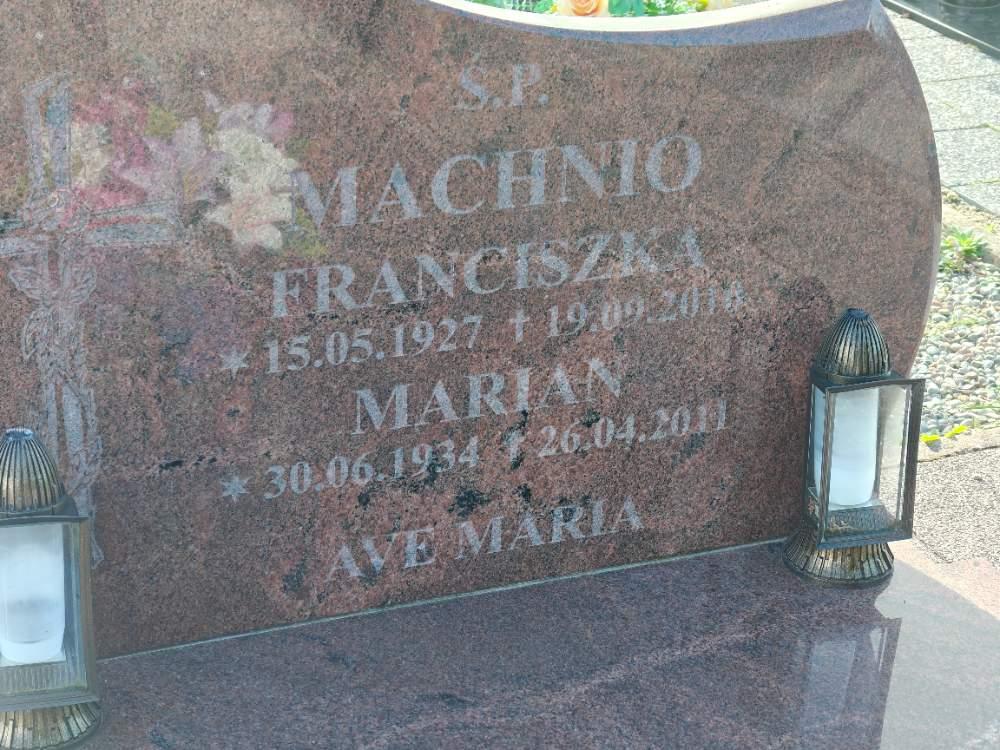 Ś.P.
MACHNIO
FRANCISZKA
* 15.05.1927 † 19.09.2018
MARIAN
* 30.06.1934 † 26.04.2011
AVE MARIA